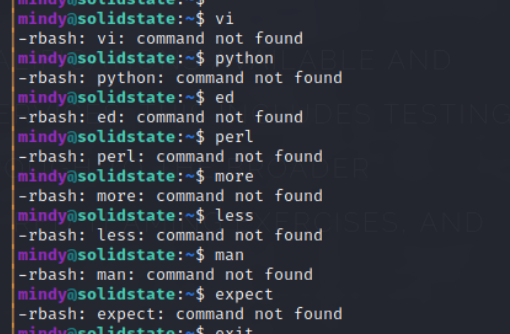 mindy@solidstate:~$
mindy@solidstate:~$ vi
-rbash: vi: command not found
mindy@solidstate:~$ python
-rbash: python: command not found
mindy@solidstate:~$ ed
-rbash: ed: command not found
mindy@solidstate:~$ perl
-rbash: perl: command not found
mindy@solidstate:~$ more
-rbash: more: command not found
mindy@solidstate:~$ less
-rbash: less: command not found
mindy@solidstate:~$ man
-rbash: man: command not found
mindy@solidstate:~$ expect
-rbash: expect: command not found
mindy@solidstate:~$ exit